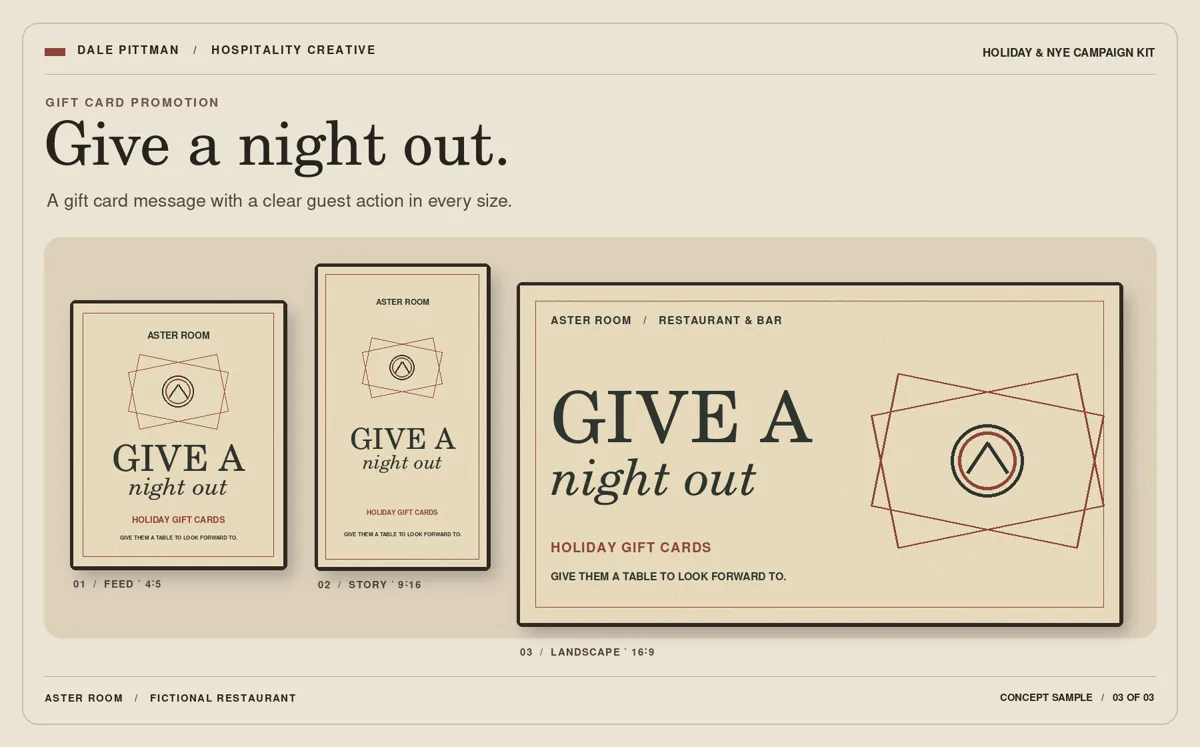 DALE PITTMAN / HOSPITALITY CREATIVE
HOLIDAY & NYE CAMPAIGN KIT
GIFT CARD PROMOTION
Give a night out.
A gift card message with a clear guest action in every size.
ASTER ROOM
GIVE A
night out
HOLIDAY GIFT CARDS
GIVE THEM A TABLE TO LOOK FORWARD TO.
01 / FEED · 4:5
ASTER ROOM
GIVE A
night out
HOLIDAY GIFT CARDS
GIVE THEM A TABLE TO LOOK FORWARD TO.
02 / STORY · 9:16
ASTER ROOM / RESTAURANT & BAR
GIVE A
night out
HOLIDAY GIFT CARDS
GIVE THEM A TABLE TO LOOK FORWARD TO.
03 / LANDSCAPE · 16:9
ASTER ROOM / FICTIONAL RESTAURANT
CONCEPT SAMPLE / 03 OF 03